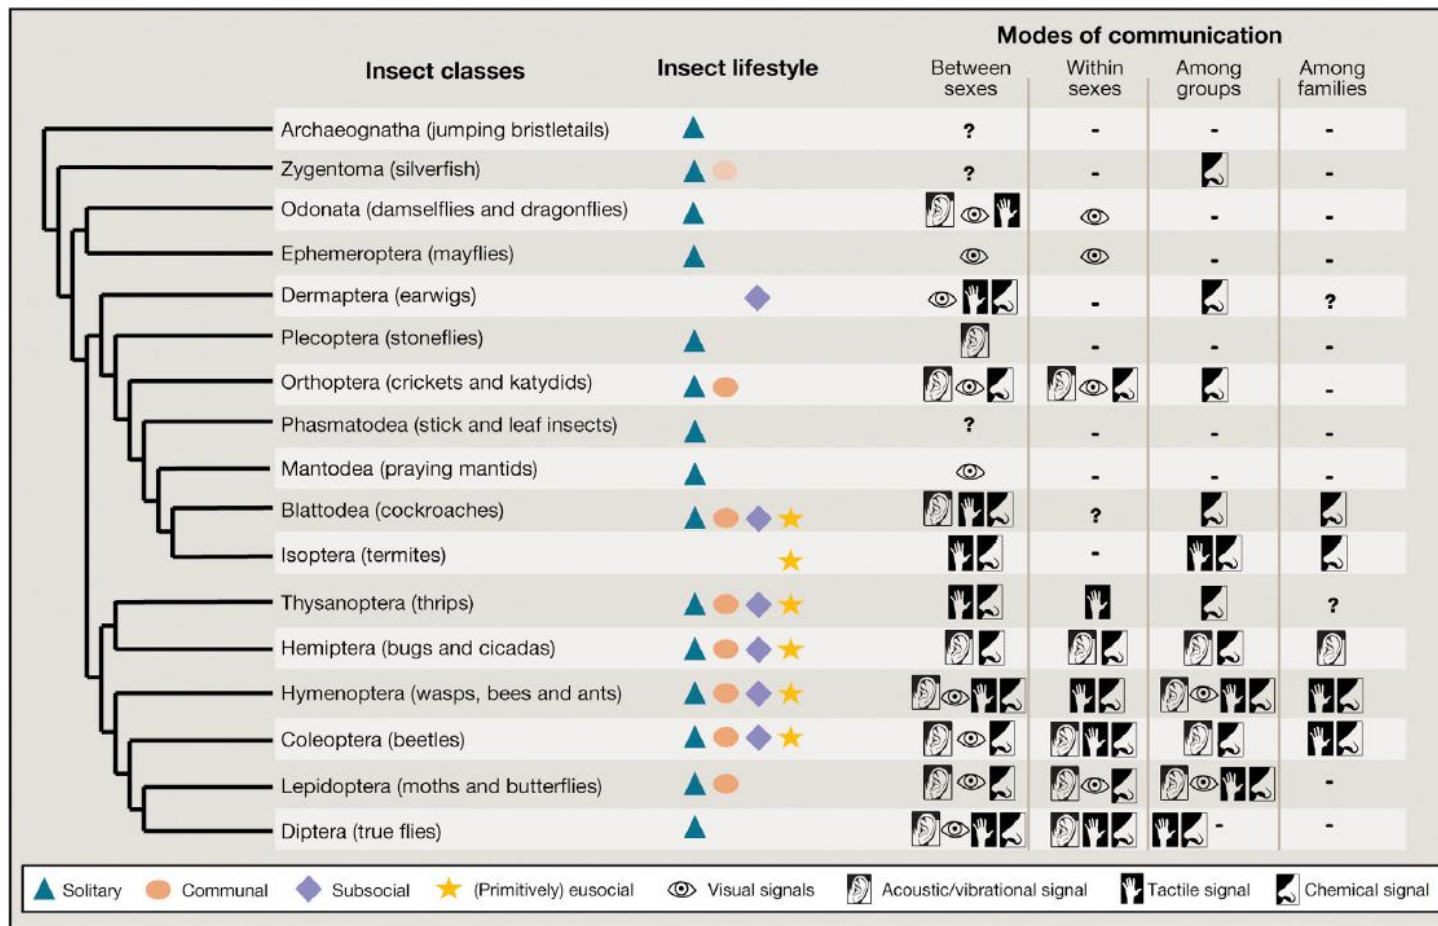 Modes of communication
Insect classes
Insect lifestyle
Between sexes
Within sexes
Among groups
Among families
Archaeognatha (jumping bristletails) ? - - -
Zygentoma (silverfish) ? - -
Odonata (damselflies and dragonflies) - -
Ephemeroptera (mayflies) - -
Dermaptera (earwigs) - ?
Plecoptera (stoneflies) - - -
Orthoptera (crickets and katydids) -
Phasmatodea (stick and leaf insects) ? - - -
Mantodea (praying mantids) - - -
Blattodea (cockroaches) ?
Isoptera (termites) -
Thysanoptera (thrips) ?
Hemiptera (bugs and cicadas)
Hymenoptera (wasps, bees and ants)
Coleoptera (beetles)
Lepidoptera (moths and butterflies) -
Diptera (true flies) - -
Solitary Communal Subsocial (Primitively) eusocial Visual signals Acoustic/vibrational signal Tactile signal Chemical signal